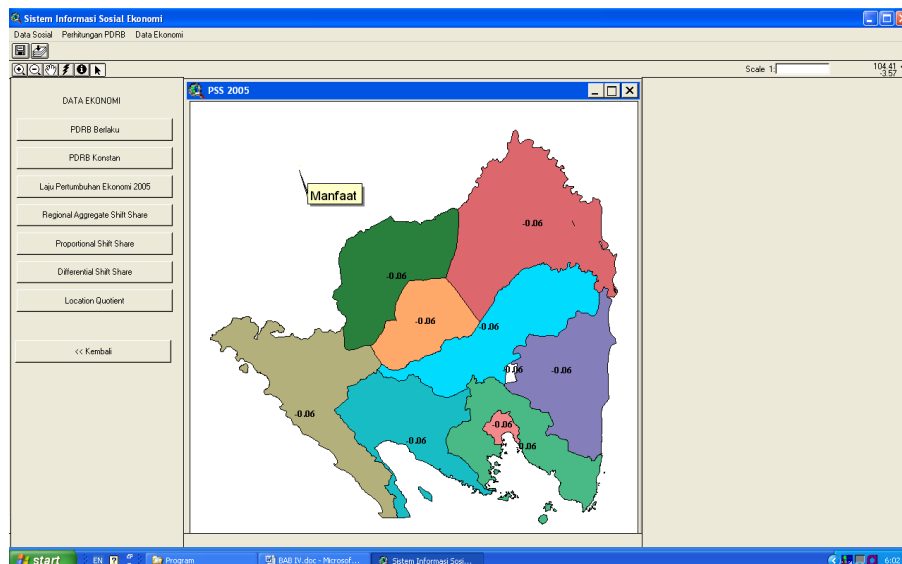 Sistem Informasi Sosial Ekonomi
Data Sosial Perhitungan PDRB Data Ekonomi
Scale 1:
104.41
-3.57
DATA EKONOMI
PDRB Berlaku
PDRB Konstan
Laju Pertumbuhan Ekonomi 2005
Regional Aggregate Shift Share
Proportional Shift Share
Differential Shift Share
Location Quotient
<< Kembali
PSS 2005
Manfaat
-0.06
-0.06
-0.06
-0.06
-0.06
-0.06
-0.06
-0.06
-0.06
-0.06
start EN Program BAB IV.doc - Microsof... Sistem Informasi Sosi... 6:02